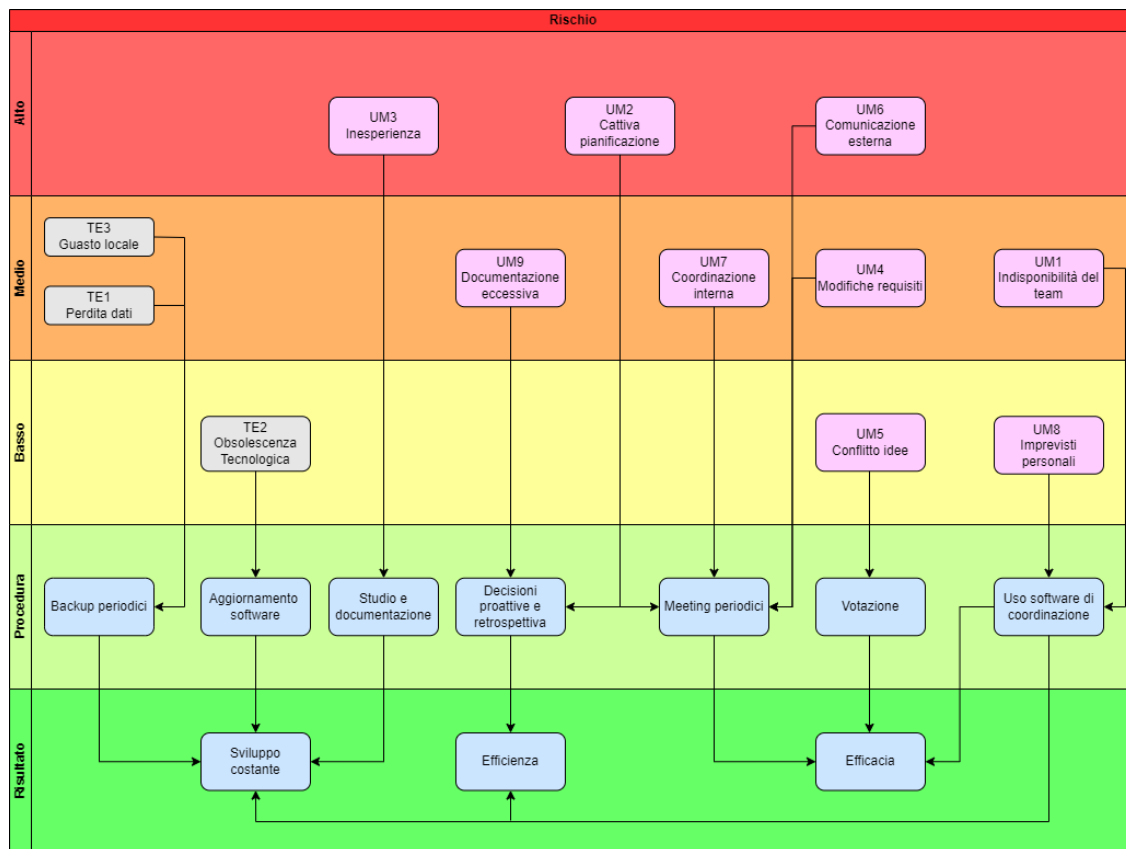 Rischio
Alto
UM3
Inesperienza
UM2
Cattiva
pianificazione
UM6
Comunicazione
esterna
Medio
TE3
Guasto locale
TE1
Perdita dati
UM9
Documentazione
eccessiva
UM7
Coordinazione
interna
UM4
Modifiche requisiti
UM1
Indisponibilità del
team
Basso
TE2
Obsolescenza
Tecnologica
UM5
Conflitto idee
UM8
Imprevisti
personali
Procedura
Backup periodici
Aggiornamento
software
Studio e
documentazione
Decisioni
proattive e
retrospettiva
Meeting periodici
Votazione
Uso software di
coordinazione
Risultato
Sviluppo
costante
Efficienza
Efficacia